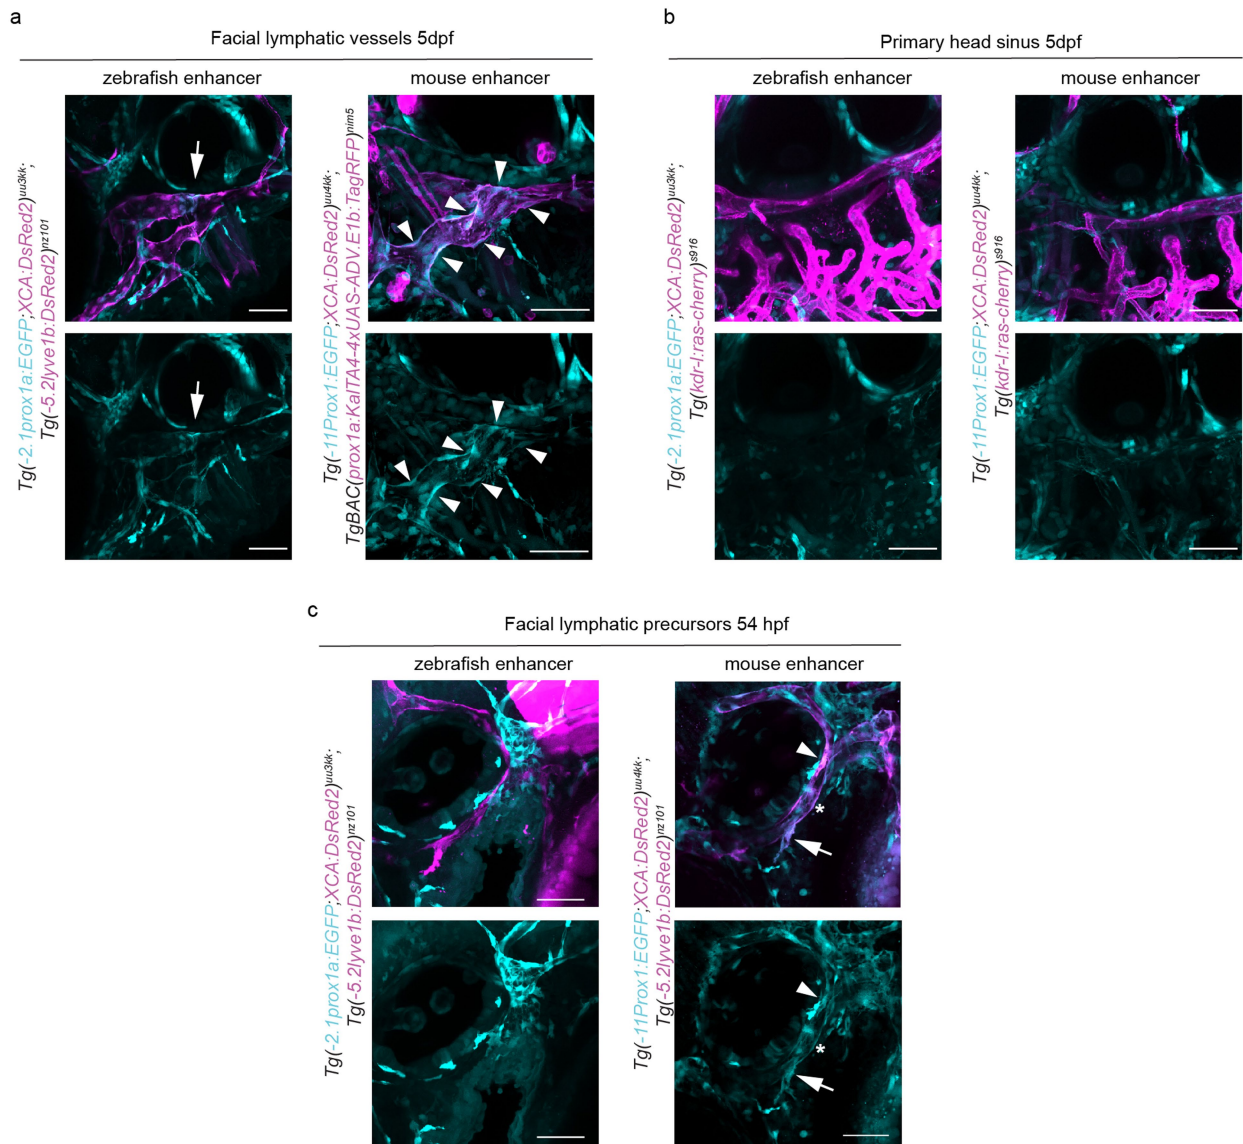 a
Facial lymphatic vessels 5dpf
zebrafish enhancer
mouse enhancer
Tg(-2.1prox1a:EGFP;XCA:DsRed2)uu3kk;
Tg(-5.2lyve1b:DsRed2)nz101
Tg(-11Prox1:EGFP;XCA:DsRed2)uu4kk;
TgBAC(prox1a:KalTA4-4xUAS-ADV.E1b:TagRFP)nim5
b
Primary head sinus 5dpf
zebrafish enhancer
mouse enhancer
Tg(-2.1prox1a:EGFP;XCA:DsRed2)uu3kk;
Tg(kdr-l:ras-cherry)s916
Tg(-11Prox1:EGFP;XCA:DsRed2)uu4kk;
Tg(kdr-l:ras-cherry)s916
c
Facial lymphatic precursors 54 hpf
zebrafish enhancer
mouse enhancer
Tg(-2.1prox1a:EGFP;XCA:DsRed2)uu3kk;
Tg(-5.2lyve1b:DsRed2)nz101
Tg(-11Prox1:EGFP;XCA:DsRed2)uu4kk;
Tg(-5.2lyve1b:DsRed2)nz101
*
*